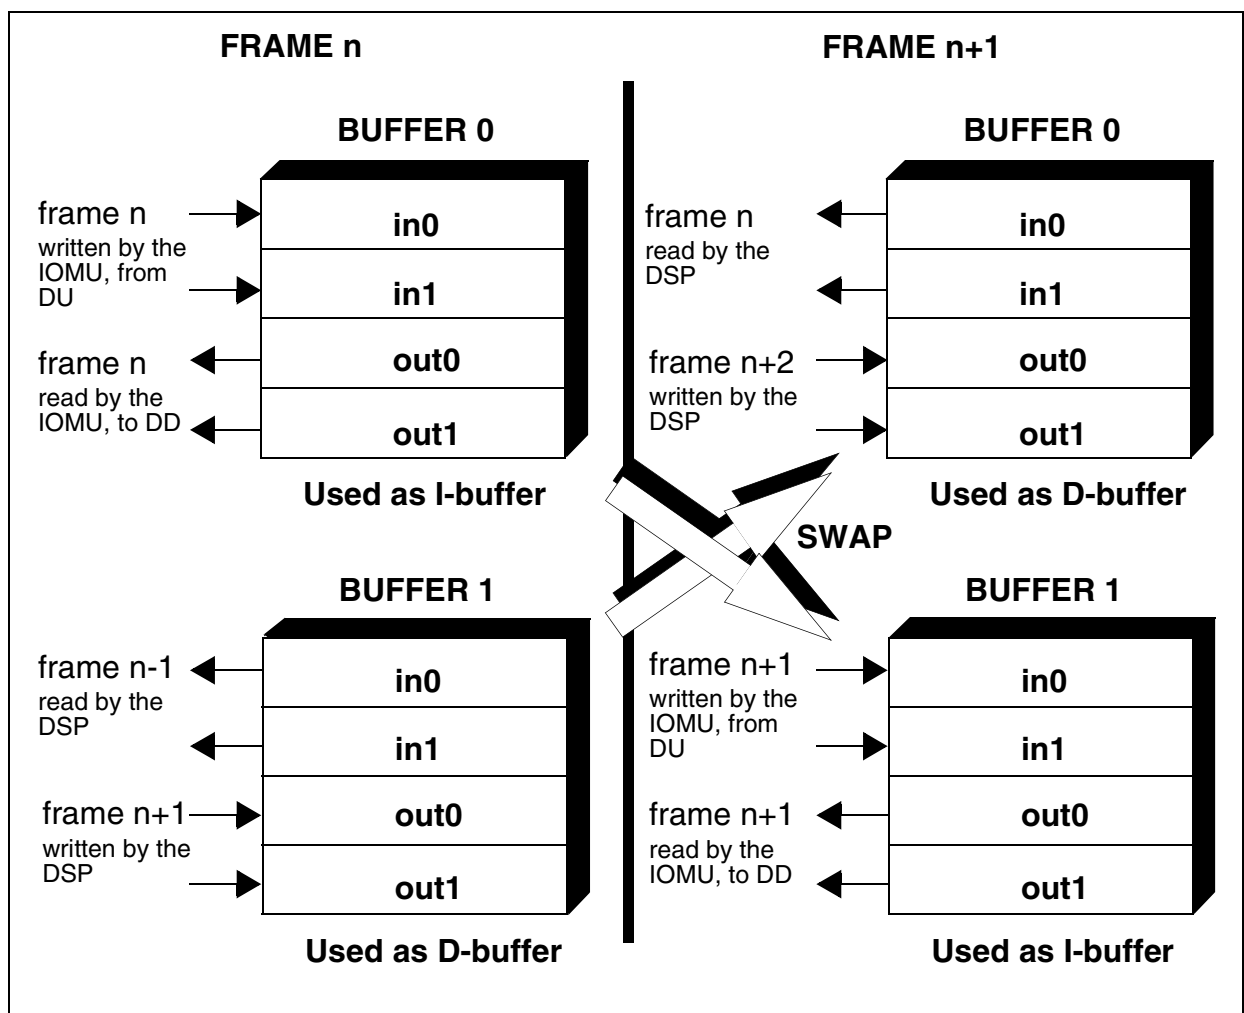 FRAME n
BUFFER 0
frame n
written by the
IOMU, from
DU
frame n
read by the
IOMU, to DD
in0
in1
out0
out1
Used as I-buffer
BUFFER 1
frame n-1
read by the
DSP
frame n+1
written by the
DSP
in0
in1
out0
out1
Used as D-buffer
SWAP
FRAME n+1
BUFFER 0
frame n
read by the
DSP
frame n+2
written by the
DSP
in0
in1
out0
out1
Used as D-buffer
BUFFER 1
frame n+1
written by the
IOMU, from
DU
frame n+1
read by the
IOMU, to DD
in0
in1
out0
out1
Used as I-buffer